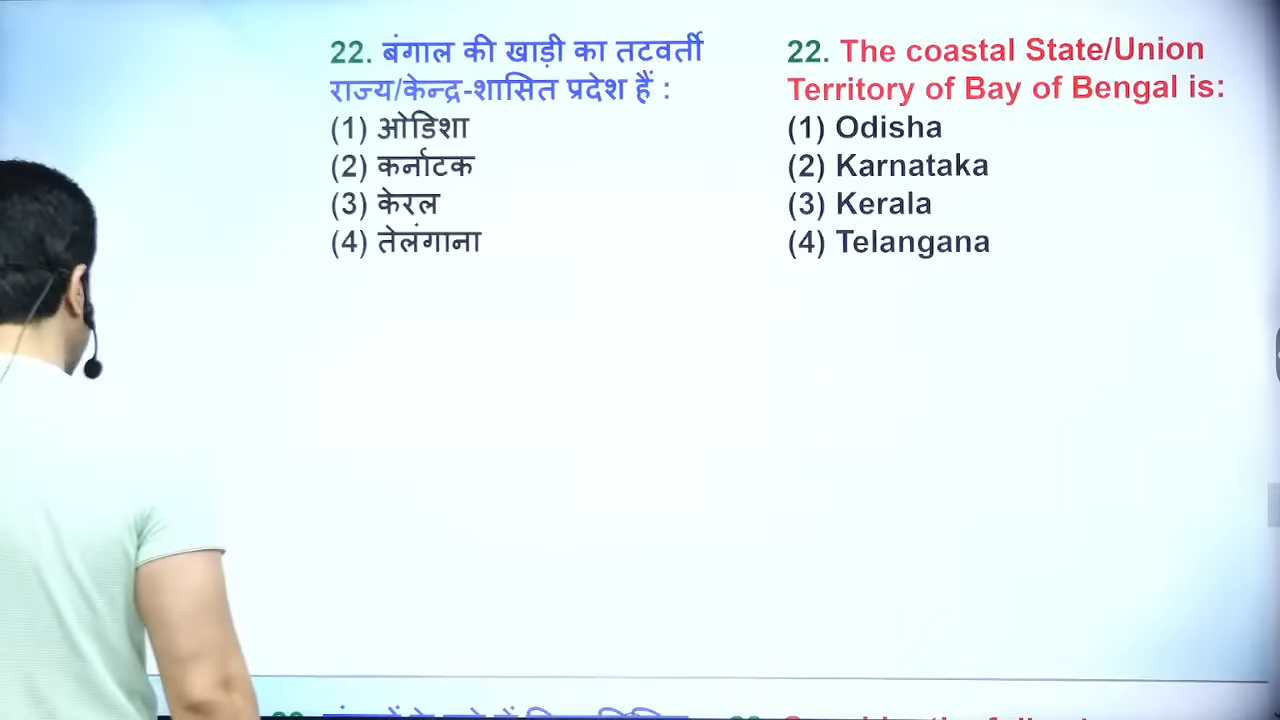 22. बंगाल की खाड़ी का तटवर्ती
राज्य/केन्द्र-शासित प्रदेश हैं :
(1) ओडिशा
(2) कर्नाटक
(3) केरल
(4) तेलंगाना
22. The coastal State/Union
Territory of Bay of Bengal is:
(1) Odisha
(2) Karnataka
(3) Kerala
(4) Telangana